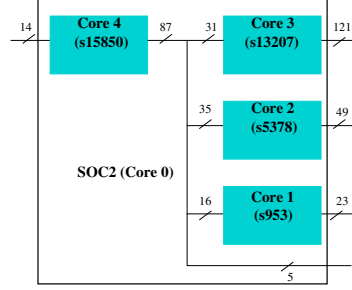 14
Core 4
(s15850)
87
31
Core 3
(s13207)
121
35
Core 2
(s5378)
49
SOC2 (Core 0)
16
Core 1
(s953)
23
5